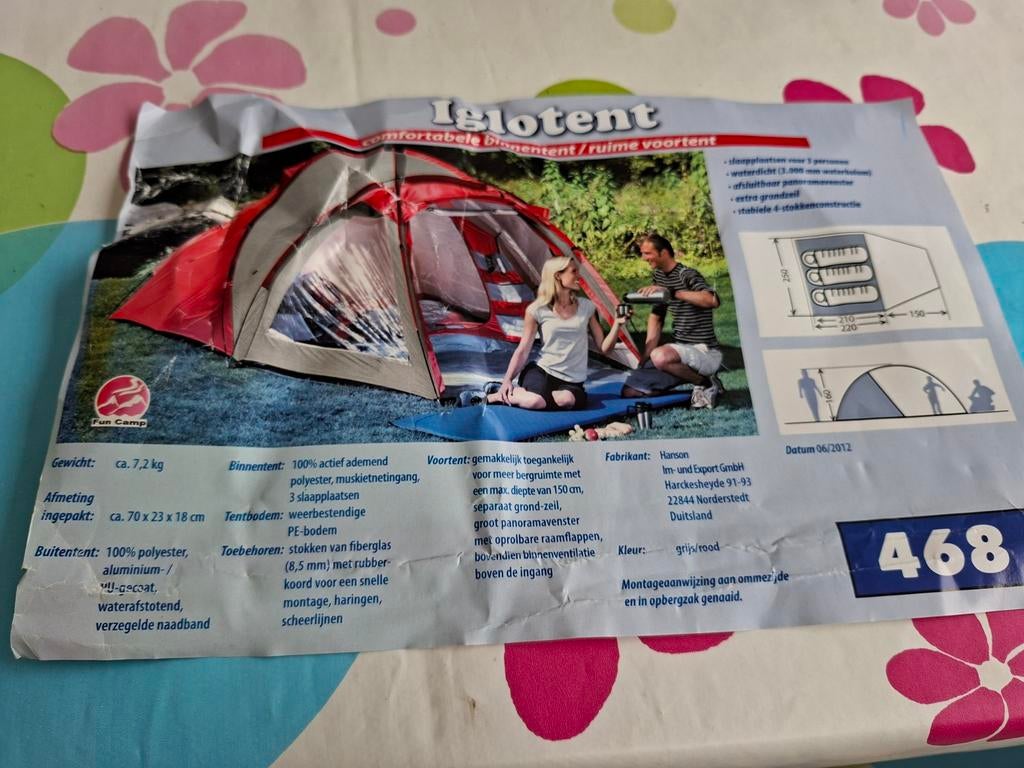 Iglotent
comfortabele binnentent / ruime voortent
• slaapplaatsen voor 3 personen
• waterdicht (3.000 mm waterkolom)
• afsluitbaar panoramavenster
• extra grondzeil
• stabiele 4-stokkenconstructie
250
210
220
150
160
Fun Camp
Datum 06/2012
Gewicht: ca. 7,2 kg
Afmeting
ingepakt: ca. 70 x 23 x 18 cm
Buitentent: 100% polyester,
aluminium- /
PU-gecoat,
waterafstotend,
verzegelde naadband
Binnentent: 100% actief ademend
polyester, muskietnetingang,
3 slaapplaatsen
Tentbodem: weerbestendige
PE-bodem
Toebehoren: stokken van fiberglas
(8,5 mm) met rubber-
koord voor een snelle
montage, haringen,
scheerlijnen
Voortent: gemakkelijk toegankelijk
voor meer bergruimte met
een max. diepte van 150 cm,
separaat grond-zeil,
groot panoramavenster
met oprolbare raamflappen,
bovendien binnenventilatie
boven de ingang
Fabrikant: Hanson
Im- und Export GmbH
Harckesheyde 91-93
22844 Norderstedt
Duitsland
Kleur: grijs/rood
Montageaanwijzing aan ommezijde
en in opbergzak genaaid.
468